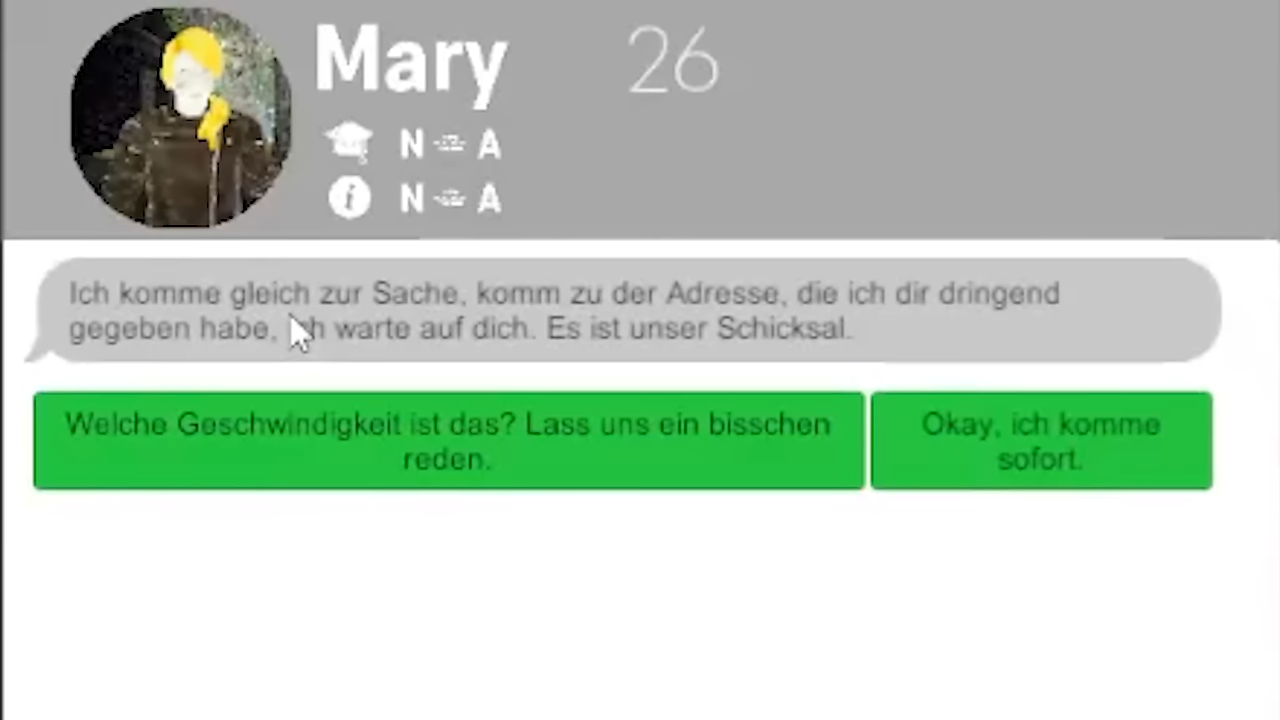 Mary 26
N A
N A
Ich komme gleich zur Sache, komm zu der Adresse, die ich dir dringend
gegeben habe, ich warte auf dich. Es ist unser Schicksal.
Welche Geschwindigkeit ist das? Lass uns ein bisschen
reden.
Okay, ich komme
sofort.